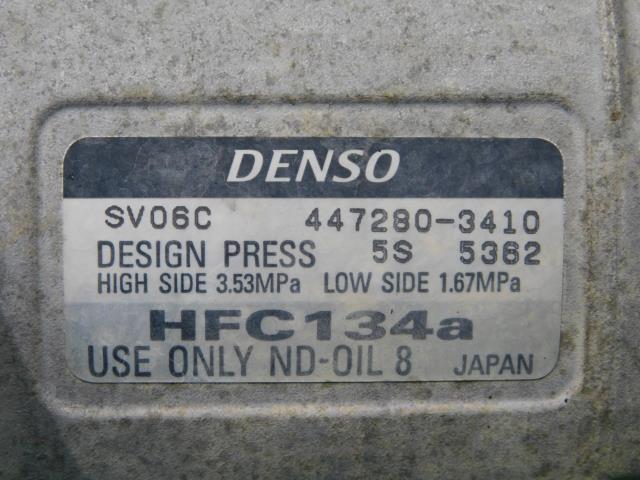 DENSO
SV06C 447280-3410
DESIGN PRESS 5S 5362
HIGH SIDE 3.53MPa LOW SIDE 1.67MPa
HFC134a
USE ONLY ND-OIL 8 JAPAN